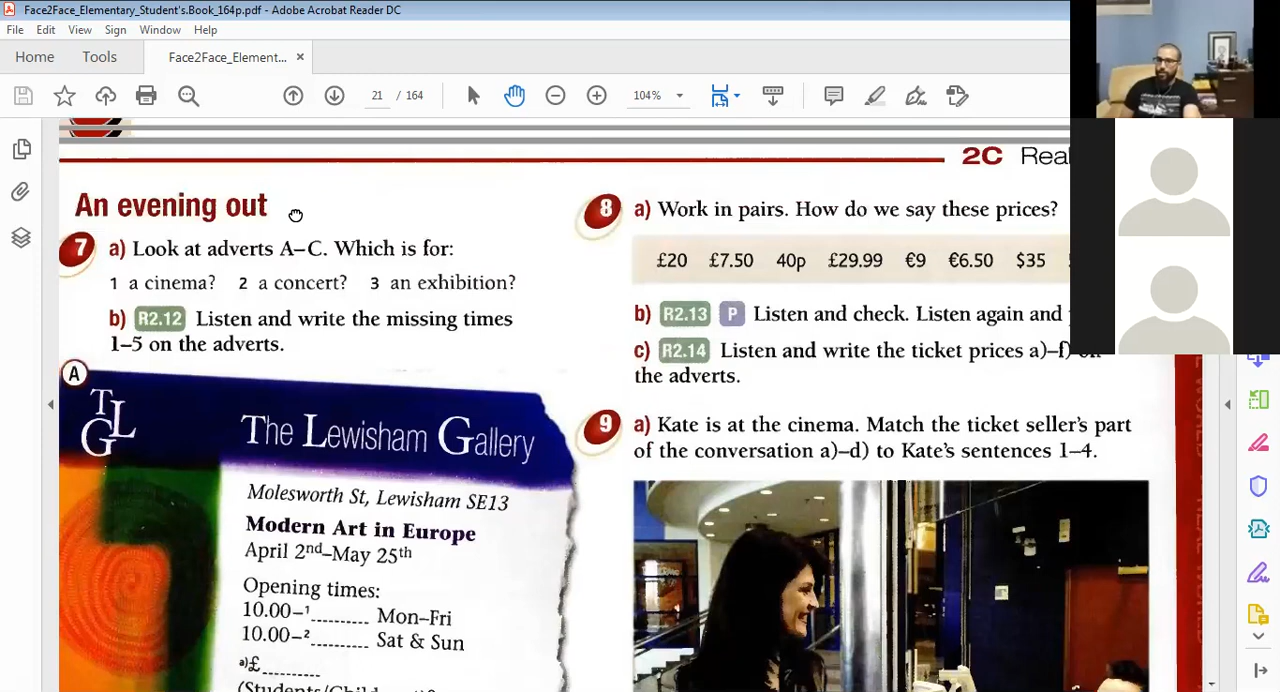 Face2Face_Elementary_Student's.Book_164p.pdf - Adobe Acrobat Reader DC
File Edit View Sign Window Help
Home Tools Face2Face_Element... ×
21 / 164 104%
2C
An evening out
7 a) Look at adverts A–C. Which is for:
1 a cinema? 2 a concert? 3 an exhibition?
b) R2.12 Listen and write the missing times
1–5 on the adverts.
A
TLG
The Lewisham Gallery
Molesworth St, Lewisham SE13
Modern Art in Europe
April 2nd–May 25th
Opening times:
10.00–1 .......... Mon–Fri
10.00–2 .......... Sat & Sun
a)£ ..........
8 a) Work in pairs. How do we say these prices?
£20 £7.50 40p £29.99 €9 €6.50 $35
b) R2.13 P Listen and check. Listen again and
c) R2.14 Listen and write the ticket prices a)–f) on
the adverts.
9 a) Kate is at the cinema. Match the ticket seller's part
of the conversation a)–d) to Kate's sentences 1–4.